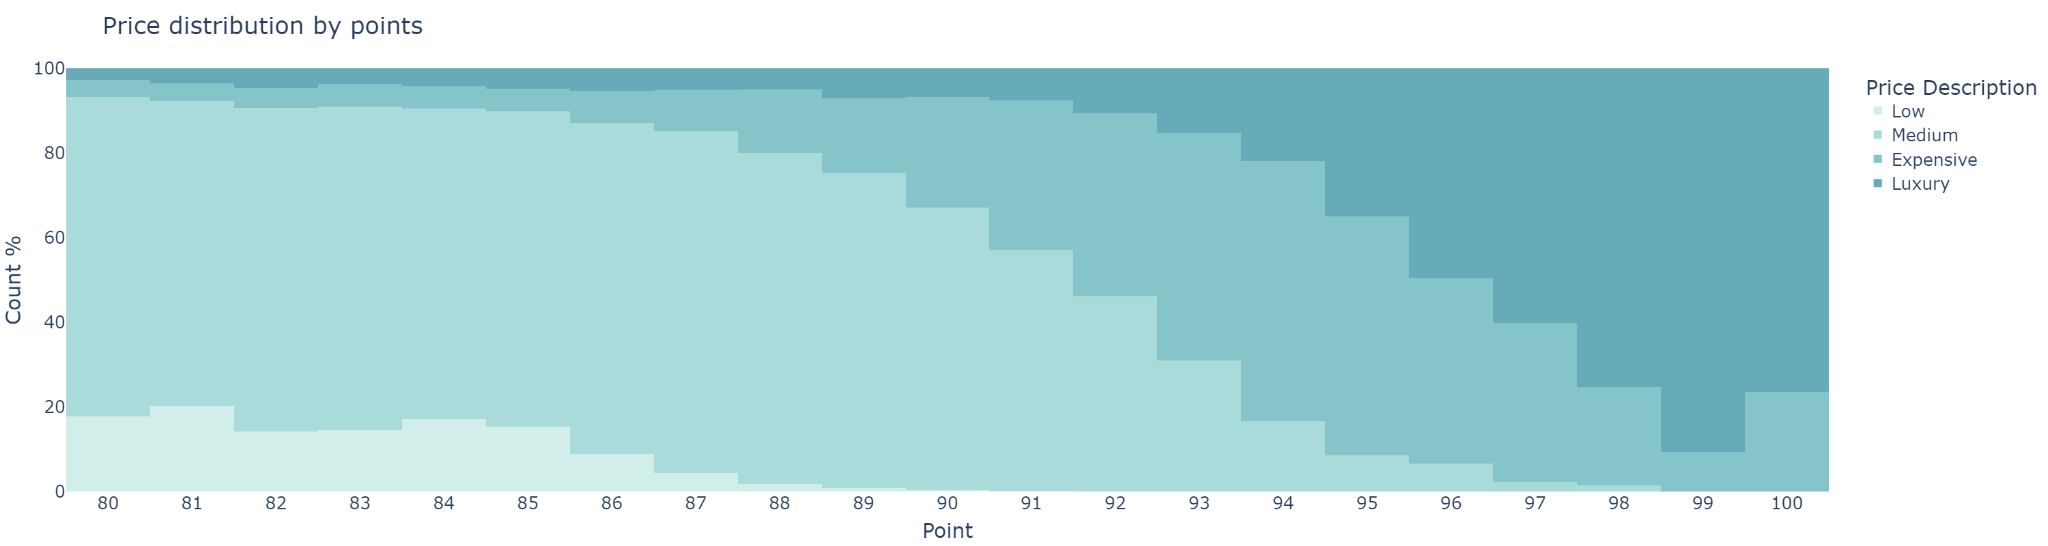 Price distribution by points
100
80
60
40
20
0
Count %
80 81 82 83 84 85 86 87 88 89 90 91 92 93 94 95 96 97 98 99 100
Point
Price Description
Low
Medium
Expensive
Luxury